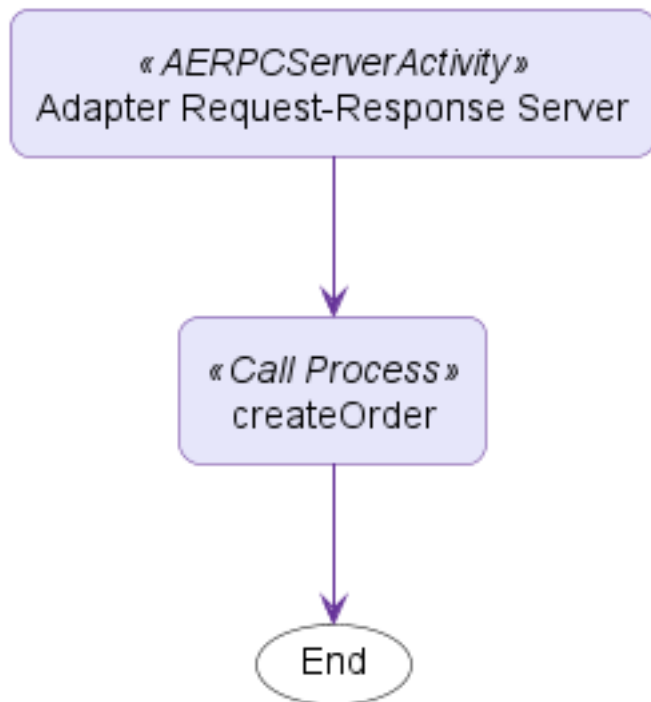 «AERPCServerActivity»
Adapter Request-Response Server
«Call Process»
createOrder
End